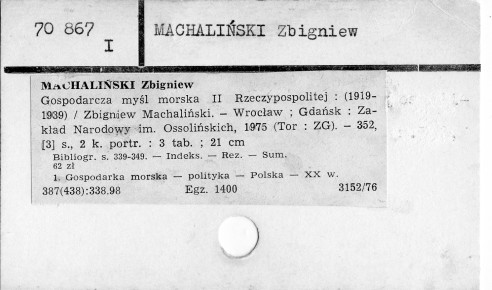 70 867
I
MACHALIŃSKI Zbigniew
MACHALIŃSKI Zbigniew
Gospodarcza myśl morska II Rzeczypospolitej : (1919-
1939) / Zbigniew Machaliński. — Wrocław ; Gdańsk : Za-
kład Narodowy im. Ossolińskich, 1975 (Tor : ZG). — 352,
[3] s., 2 k. portr. : 3 tab. ; 21 cm
Bibliogr. s. 339-349. — Indeks. — Rez. — Sum.
62 zł
1. Gospodarka morska — polityka — Polska — XX w.
387(438):338.98 Egz. 1400 3152/76